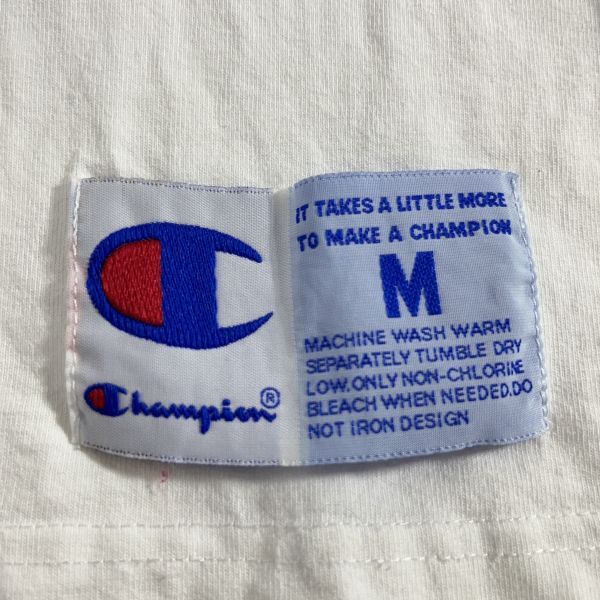 Champion®
IT TAKES A LITTLE MORE
TO MAKE A CHAMPION
M
MACHINE WASH WARM
SEPARATELY TUMBLE DRY
LOW.ONLY NON-CHLORINE
BLEACH WHEN NEEDED.DO
NOT IRON DESIGN